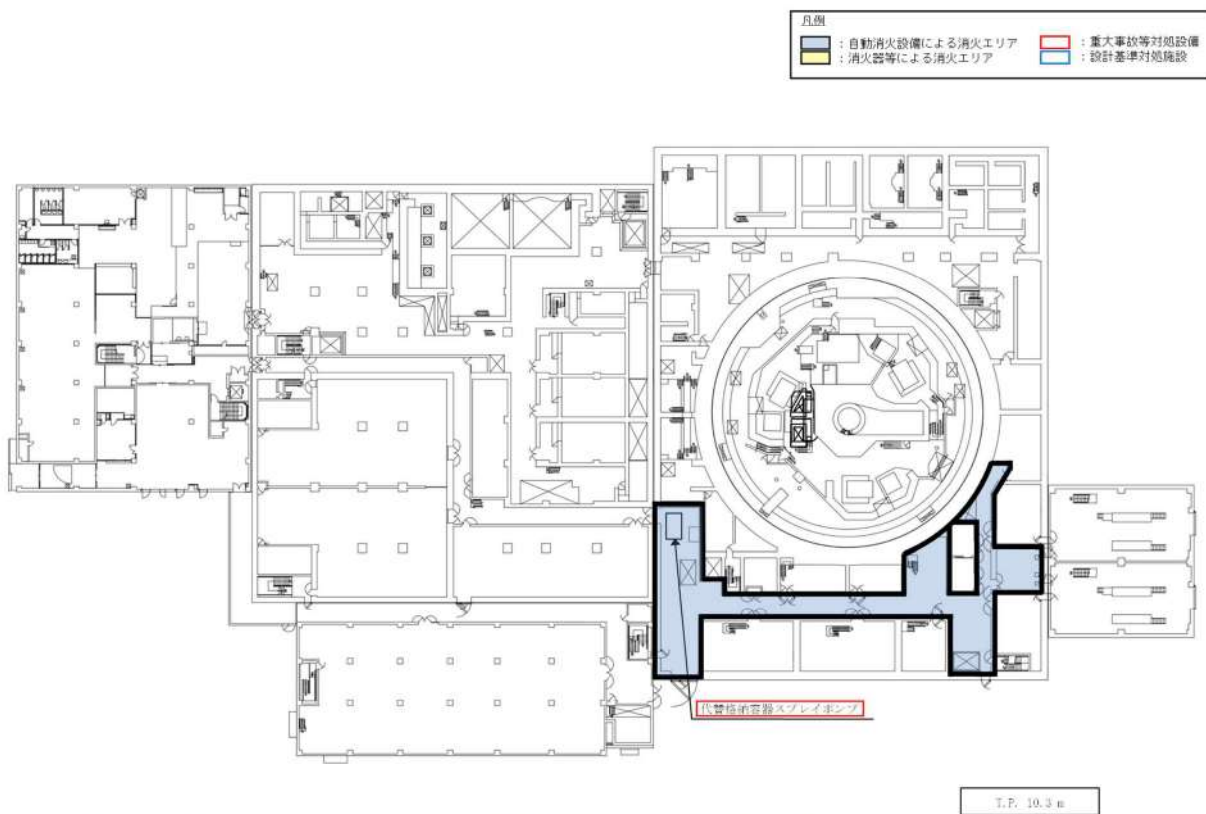 凡例
：自動消火設備による消火エリア
：重大事故等対処設備
：消火器等による消火エリア
：設計基準対処施設
代替格納容器スプレイポンプ
T.P. 10.3 m